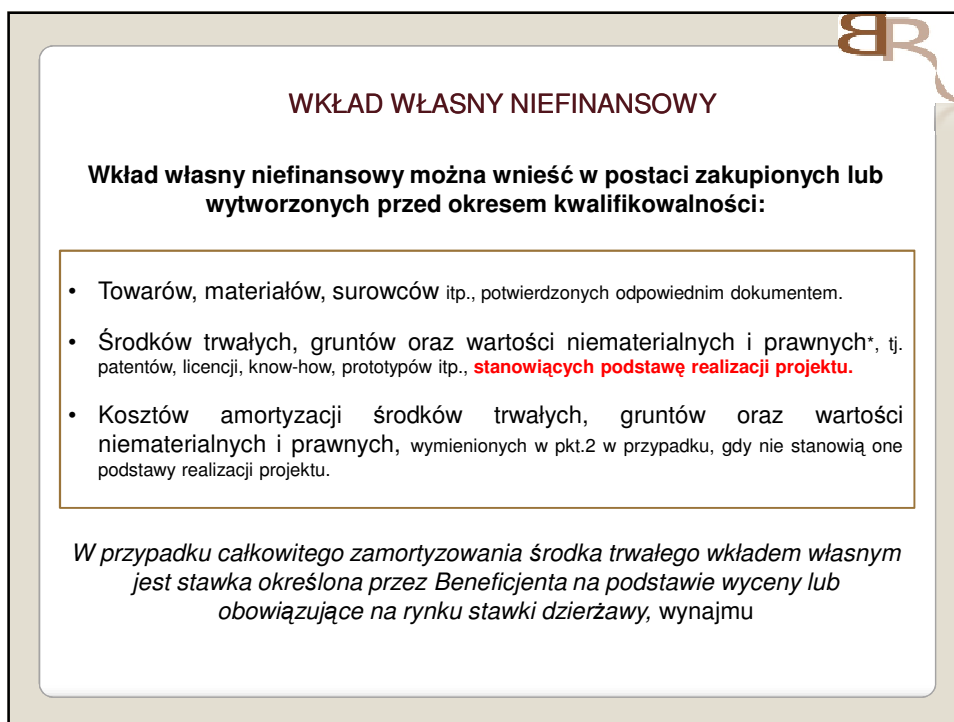 BR
WKŁAD WŁASNY NIEFINANSOWY
Wkład własny niefinansowy można wnieść w postaci zakupionych lub
wytworzonych przed okresem kwalifikowalności:
• Towarów, materiałów, surowców itp., potwierdzonych odpowiednim dokumentem.
• Środków trwałych, gruntów oraz wartości niematerialnych i prawnych*, tj.
patentów, licencji, know-how, prototypów itp., stanowiących podstawę realizacji projektu.
• Kosztów amortyzacji środków trwałych, gruntów oraz wartości
niematerialnych i prawnych, wymienionych w pkt.2 w przypadku, gdy nie stanowią one
podstawy realizacji projektu.
W przypadku całkowitego zamortyzowania środka trwałego wkładem własnym
jest stawka określona przez Beneficjenta na podstawie wyceny lub
obowiązujące na rynku stawki dzierżawy, wynajmu